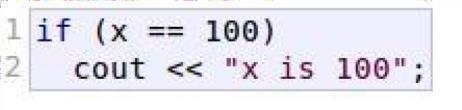 1 if (x == 100)
2   cout << "x is 100";